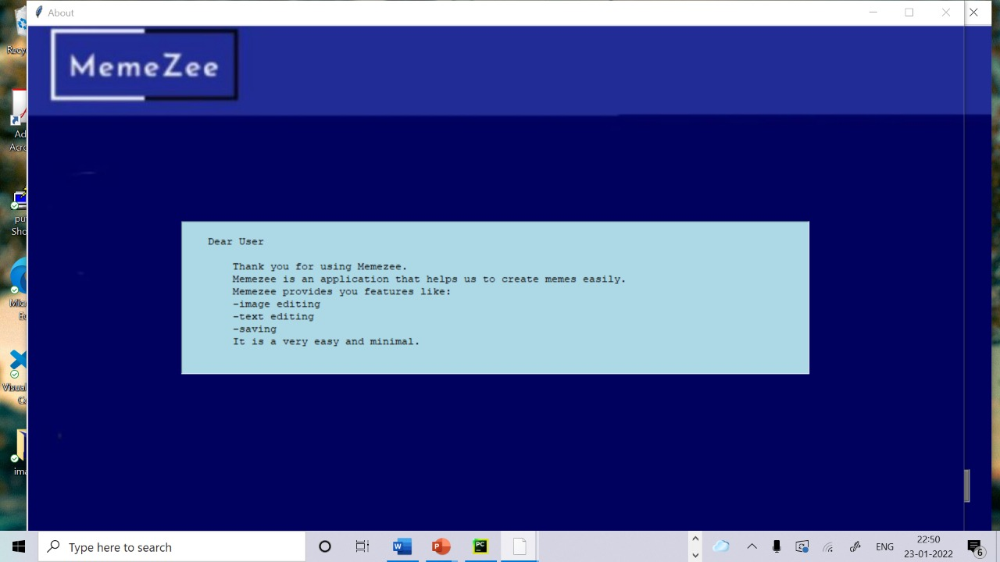 About
MemeZee
Dear User
Thank you for using Memezee.
Memezee is an application that helps us to create memes easily.
Memezee provides you features like:
-image editing
-text editing
-saving
It is a very easy and minimal.
Type here to search
ENG
22:50
23-01-2022
6